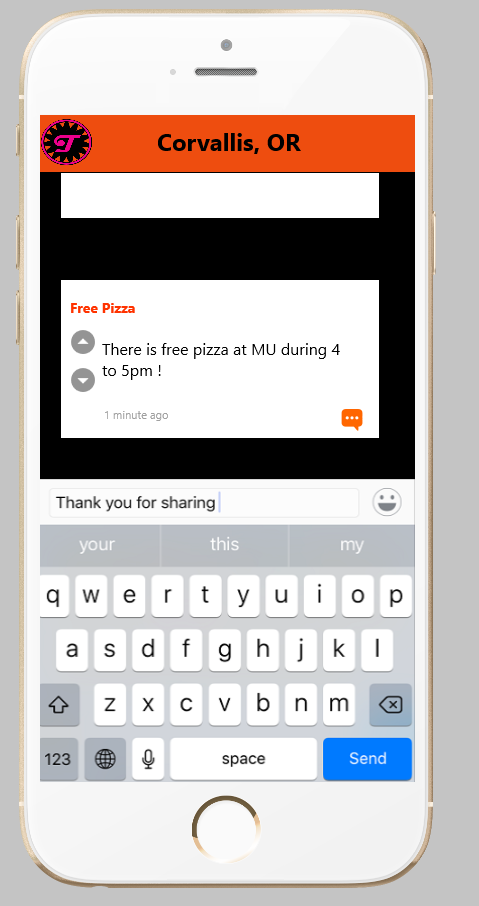 T
Corvallis, OR
Free Pizza
There is free pizza at MU during 4
to 5pm !
1 minute ago
Thank you for sharing
your this my
q w e r t y u i o p
a s d f g h j k l
z x c v b n m
123 space Send